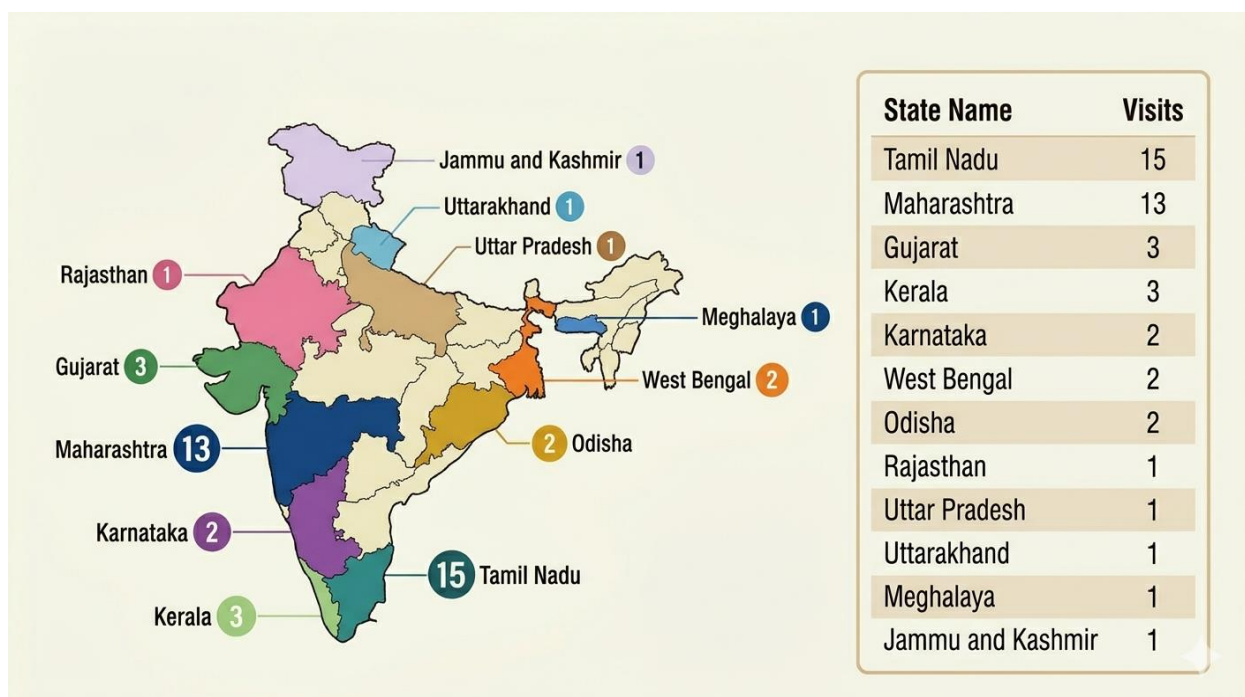 Jammu and Kashmir 1
Uttarakhand 1
Uttar Pradesh 1
Rajasthan 1
Meghalaya 1
Gujarat 3
West Bengal 2
Maharashtra 13
2 Odisha
Karnataka 2
15 Tamil Nadu
Kerala 3
State Name Visits
Tamil Nadu 15
Maharashtra 13
Gujarat 3
Kerala 3
Karnataka 2
West Bengal 2
Odisha 2
Rajasthan 1
Uttar Pradesh 1
Uttarakhand 1
Meghalaya 1
Jammu and Kashmir 1